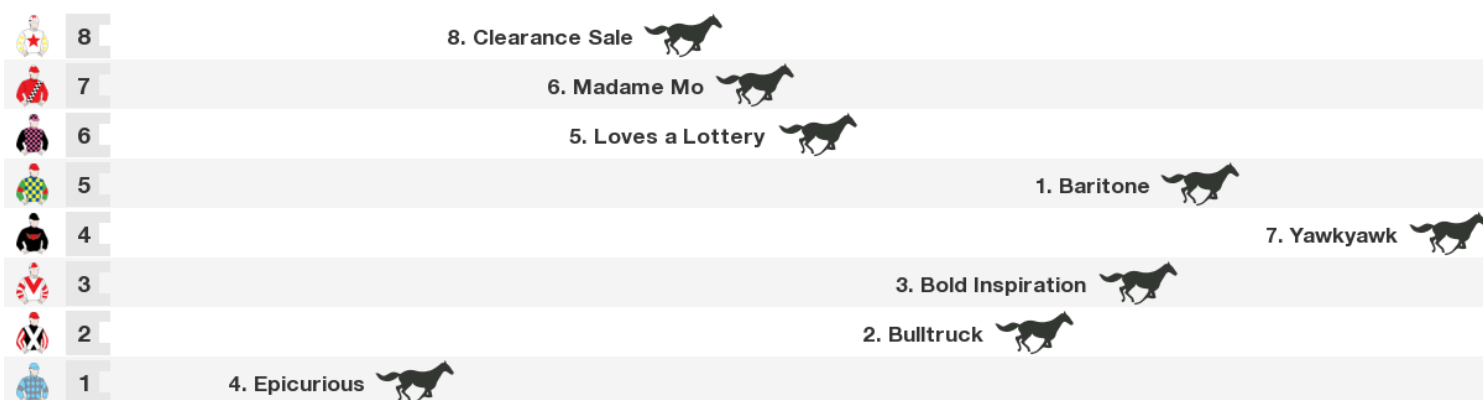 8 8. Clearance Sale
7 6. Madame Mo
6 5. Loves a Lottery
5 1. Baritone
4 7. Yawkyawk
3 3. Bold Inspiration
2 2. Bulltruck
1 4. Epicurious